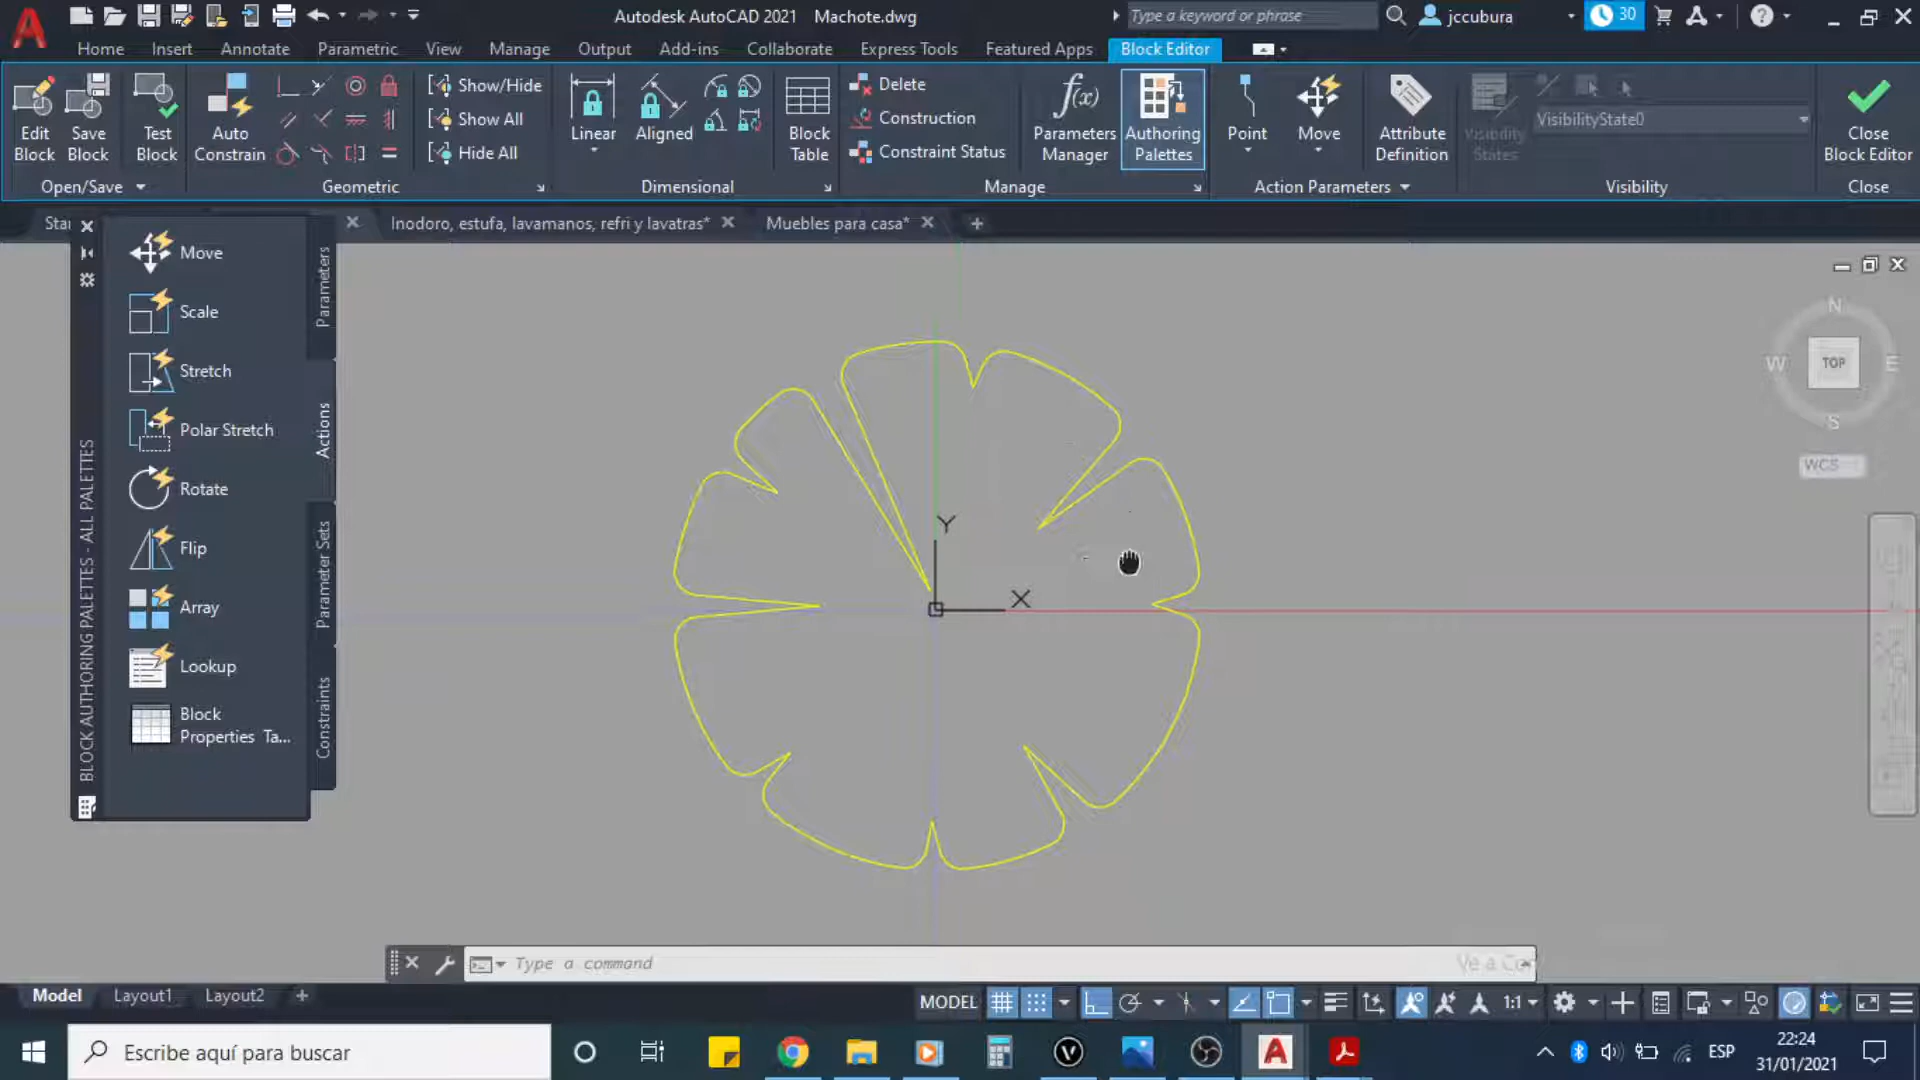 Autodesk AutoCAD 2021 Machote.dwg
Type a keyword or phrase
jccubura
30
Home Insert Annotate Parametric View Manage Output Add-ins Collaborate Express Tools Featured Apps Block Editor
Edit Block
Save Block
Test Block
Auto Constrain
Show/Hide
Show All
Hide All
Linear
Aligned
Block Table
Delete
Construction
Constraint Status
Parameters Manager
Authoring Palettes
Point
Move
Attribute Definition
Visibility States
VisibilityState0
Close Block Editor
Open/Save
Geometric
Dimensional
Manage
Action Parameters
Visibility
Close
Star
Inodoro, estufa, lavamanos, refri y lavatras*
Muebles para casa*
Move
Scale
Stretch
Polar Stretch
Rotate
Flip
Array
Lookup
Block
Properties Ta...
Parameters
Actions
Parameter Sets
Constraints
BLOCK AUTHORING PALETTES - ALL PALETTES
Y
X
N
W TOP E
S
WCS
Type a command
Ve a Co
Model Layout1 Layout2
MODEL
1:1
Escribe aquí para buscar
ESP
22:24
31/01/2021